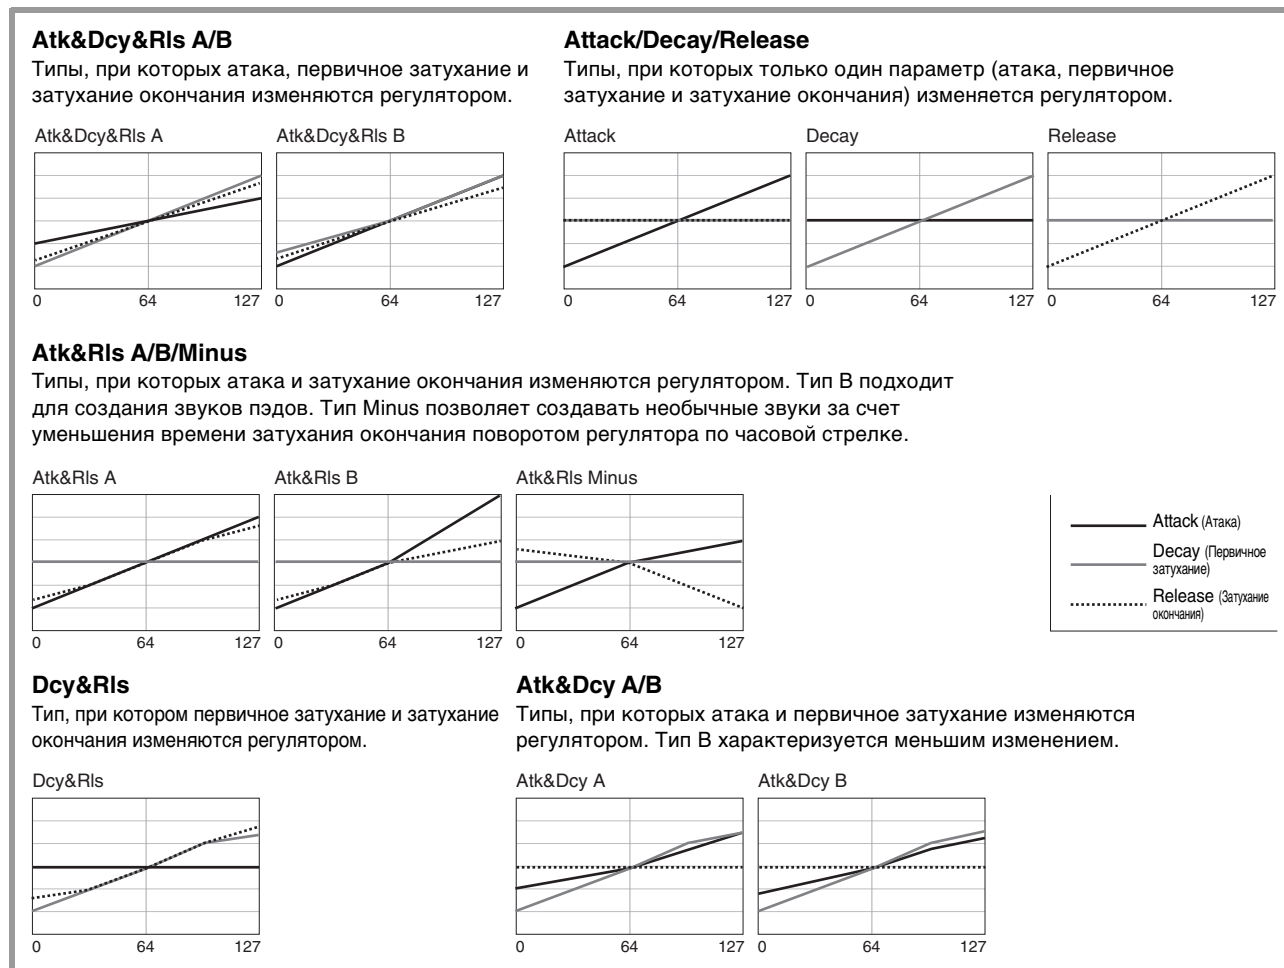 Atk&Dcy&Rls A/B
Типы, при которых атака, первичное затухание и
затухание окончания изменяются регулятором.
Atk&Dcy&Rls A
0 64 127
Atk&Dcy&Rls B
0 64 127
Attack/Decay/Release
Типы, при которых только один параметр (атака, первичное
затухание и затухание окончания) изменяется регулятором.
Attack
0 64 127
Decay
0 64 127
Release
0 64 127
Atk&Rls A/B/Minus
Типы, при которых атака и затухание окончания изменяются регулятором. Тип B подходит
для создания звуков пэдов. Тип Minus позволяет создавать необычные звуки за счет
уменьшения времени затухания окончания поворотом регулятора по часовой стрелке.
Atk&Rls A
0 64 127
Atk&Rls B
0 64 127
Atk&Rls Minus
0 64 127
Attack (Атака)
Decay (Первичное
затухание)
Release (Затухание
окончания)
Dcy&Rls
Тип, при котором первичное затухание и затухание
окончания изменяются регулятором.
Dcy&Rls
0 64 127
Atk&Dcy A/B
Типы, при которых атака и первичное затухание изменяются
регулятором. Тип B характеризуется меньшим изменением.
Atk&Dcy A
0 64 127
Atk&Dcy B
0 64 127